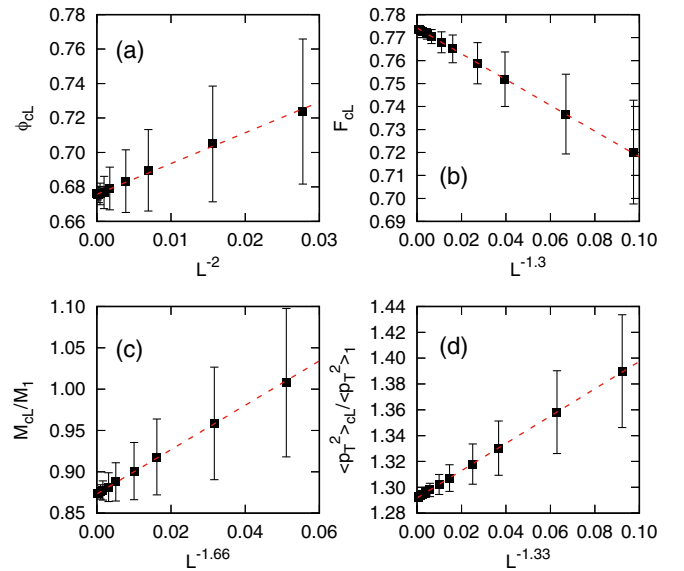 0.78
0.76
0.74
0.72
0.70
0.68
0.66
ϕcL
(a)
0.00 0.01 0.02 0.03
L-2
0.78
0.77
0.76
0.75
0.74
0.73
0.72
0.71
0.70
0.69
FcL
(b)
0.00 0.02 0.04 0.06 0.08 0.10
L-1.3
1.10
1.05
1.00
0.95
0.90
0.85
McL/M1
(c)
0.00 0.02 0.04 0.06
L-1.66
1.44
1.42
1.40
1.38
1.36
1.34
1.32
1.30
1.28
<pT2>cL/<pT2>1
(d)
0.00 0.02 0.04 0.06 0.08 0.10
L-1.33